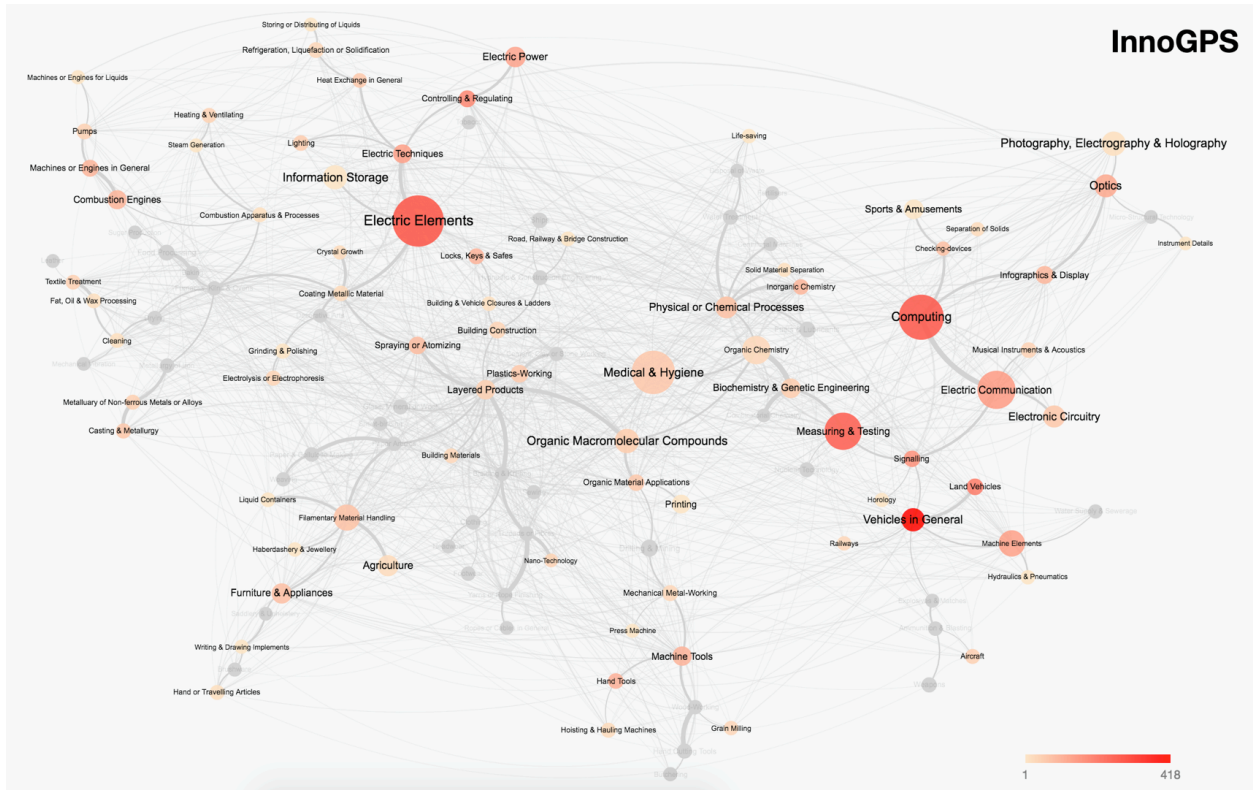 InnoGPS
Storing or Distributing of Liquids
Refrigeration, Liquefaction or Solidification
Electric Power
Machines or Engines for Liquids
Heat Exchange in General
Controlling & Regulating
Heating & Ventilating
Pumps
Life-saving
Steam Generation
Lighting
Photography, Electrography & Holography
Electric Techniques
Machines or Engines in General
Information Storage
Optics
Combustion Engines
Sports & Amusements
Combustion Apparatus & Processes
Electric Elements
Separation of Solids
Road, Railway & Bridge Construction
Instrument Details
Checking-devices
Crystal Growth
Locks, Keys & Safes
Solid Material Separation
Infographics & Display
Textile Treatment
Inorganic Chemistry
Coating Metallic Material
Fat, Oil & Wax Processing
Building & Vehicle Closures & Ladders
Physical or Chemical Processes
Computing
Building Construction
Cleaning
Spraying or Atomizing
Grinding & Polishing
Organic Chemistry
Musical Instruments & Acoustics
Medical & Hygiene
Plastics-Working
Electrolysis or Electrophoresis
Layered Products
Biochemistry & Genetic Engineering
Electric Communication
Metalluary of Non-ferrous Metals or Alloys
Electronic Circuitry
Casting & Metallurgy
Measuring & Testing
Organic Macromolecular Compounds
Building Materials
Signalling
Organic Material Applications
Land Vehicles
Liquid Containers
Horology
Printing
Filamentary Material Handling
Vehicles in General
Railways
Machine Elements
Haberdashery & Jewellery
Nano-Technology
Agriculture
Hydraulics & Pneumatics
Furniture & Appliances
Mechanical Metal-Working
Press Machine
Writing & Drawing Implements
Machine Tools
Aircraft
Hand Tools
Hand or Travelling Articles
Hoisting & Hauling Machines
Grain Milling
1
418